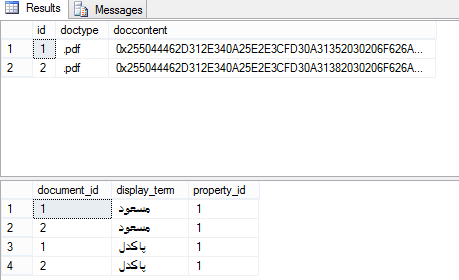 Results Messages
id doctype doccontent
1 1 .pdf 0x255044462D312E340A25E2E3CFD30A31352030206F626A...
2 2 .pdf 0x255044462D312E340A25E2E3CFD30A31382030206F626A...
document_id display_term property_id
1 1 مسعود 1
2 2 مسعود 1
3 1 پاکدل 1
4 2 پاکدل 1